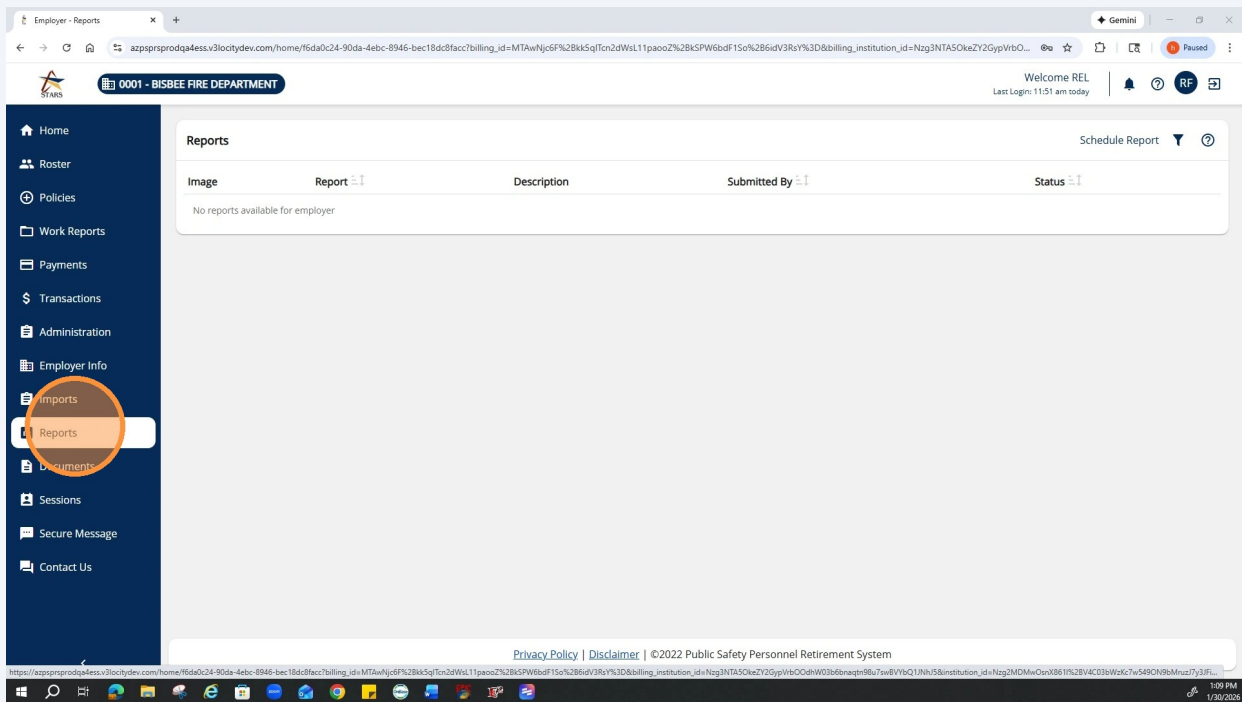 Employer - Reports
Gemini
azpsprsprodqa4ess.v3locitydev.com/home/f6da0c24-90da-4ebc-8946-bec18dc8facc?billing_id=MTAwNjc6F%2Bkk5qlTcn2dWsL11paooZ%2BkSPW6bdF1So%2B6idV3RsY%3D&billing_institution_id=Nzg3NTA5OkeZY2GypVrbO...
Paused
STARS
0001 - BISBEE FIRE DEPARTMENT
Welcome REL
Last Login: 11:51 am today
RF
Home
Roster
Policies
Work Reports
Payments
Transactions
Administration
Employer Info
Imports
Reports
Documents
Sessions
Secure Message
Contact Us
Reports
Schedule Report
Image Report Description Submitted By Status
No reports available for employer
Privacy Policy | Disclaimer | ©2022 Public Safety Personnel Retirement System
1:09 PM
1/30/2026